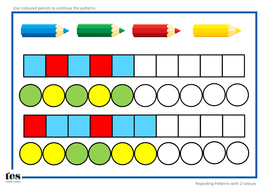 Use coloured pencils to continue the patterns
tes
Repeating Patterns with 2 colours